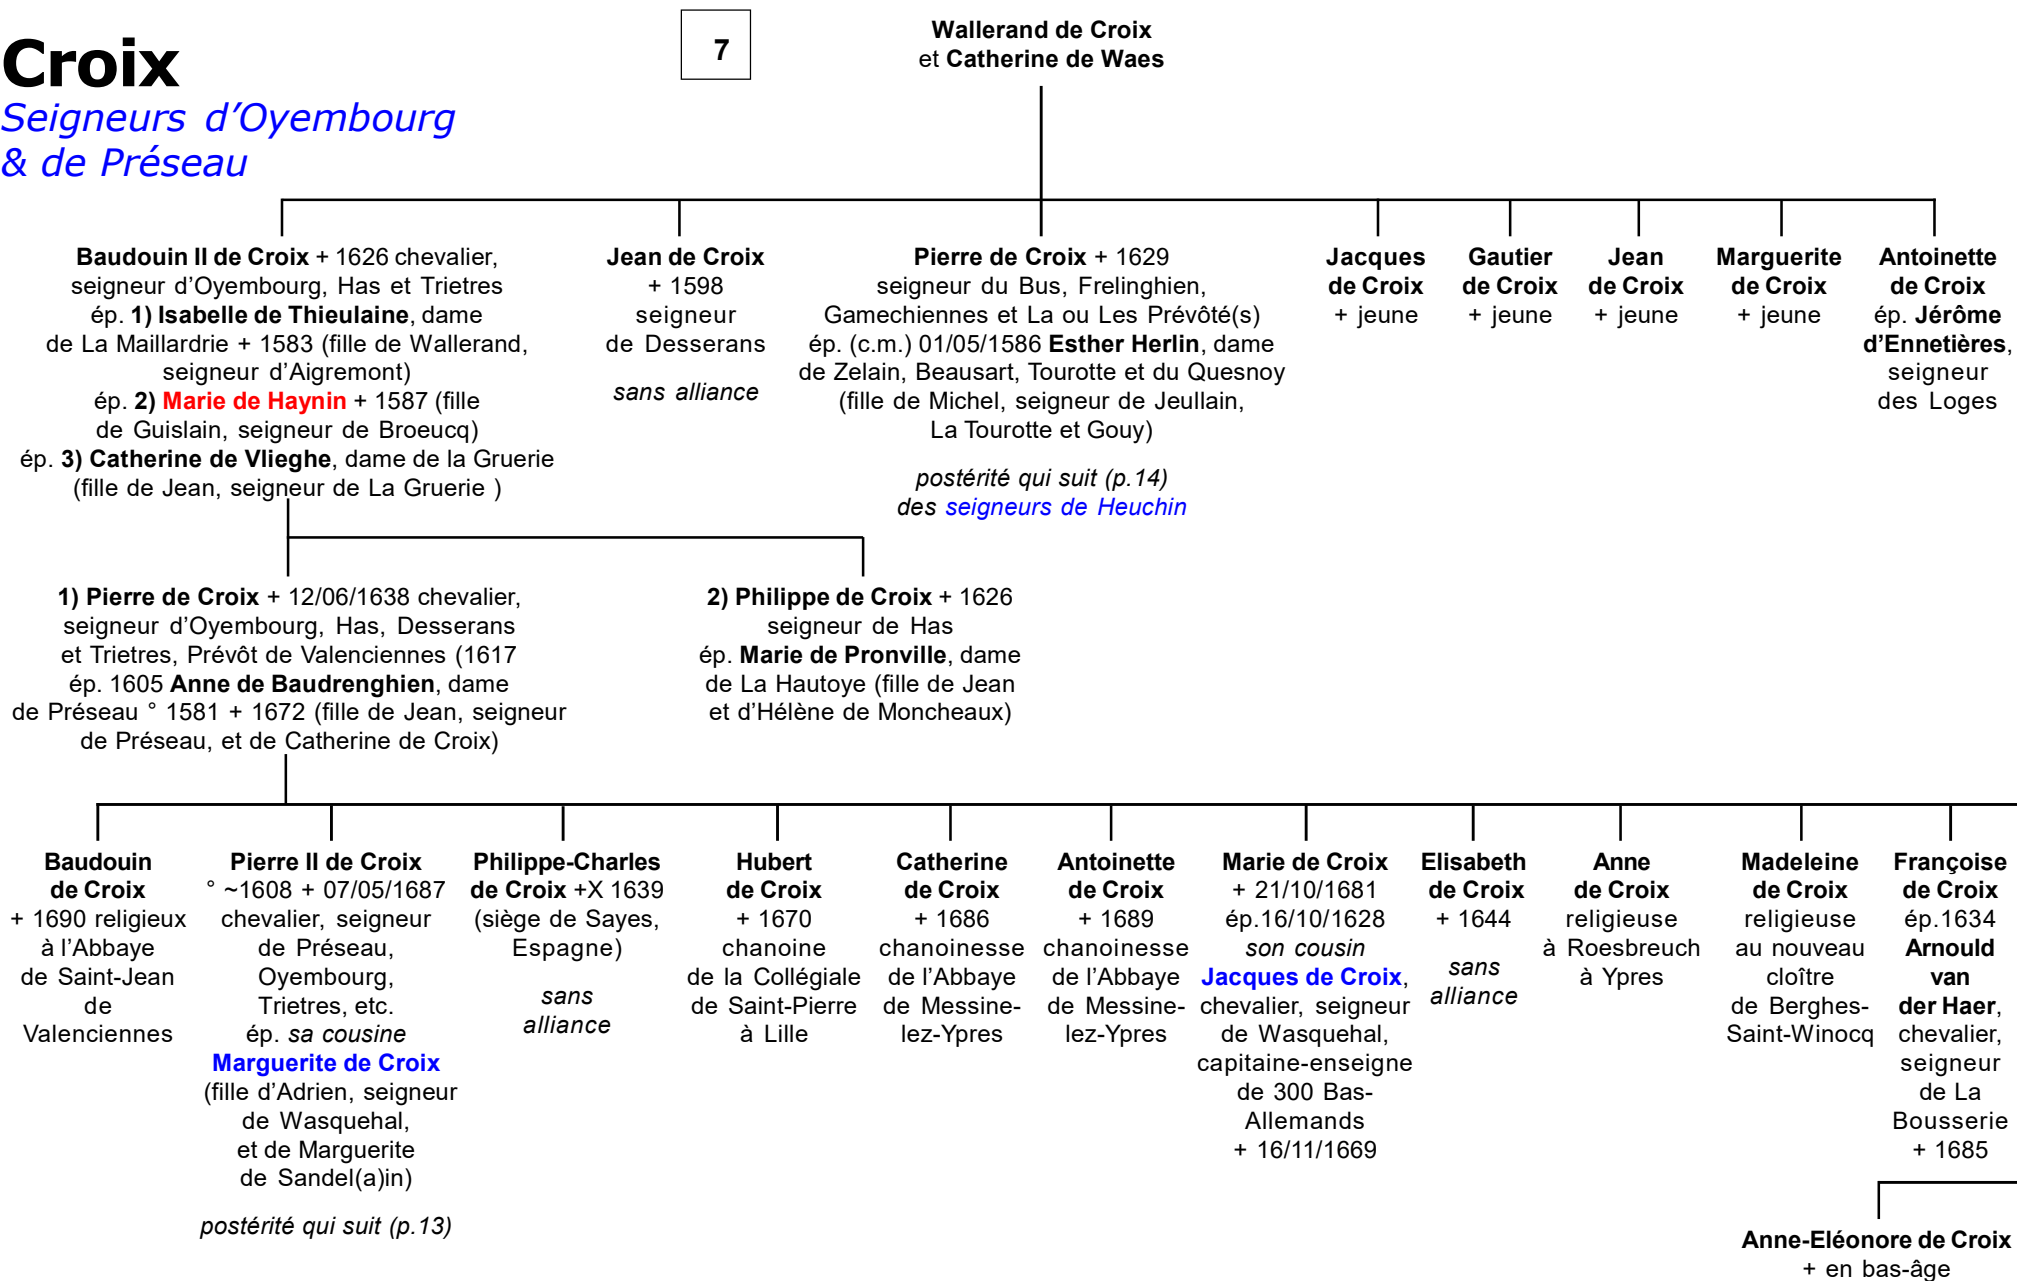 Croix
Seigneurs d’Oyembourg
& de Préseau
7
Wallerand de Croix
et Catherine de Waes
Baudouin II de Croix + 1626 chevalier,
seigneur d’Oyembourg, Has et Trietres
ép. 1) Isabelle de Thieulaine, dame
de La Maillardrie + 1583 (fille de Wallerand,
seigneur d’Aigremont)
ép. 2) Marie de Haynin + 1587 (fille
de Guislain, seigneur de Broeucq)
ép. 3) Catherine de Vlieghe, dame de la Gruerie
(fille de Jean, seigneur de La Gruerie )
Jean de Croix
+ 1598
seigneur
de Desserans
sans alliance
Pierre de Croix + 1629
seigneur du Bus, Frelinghien,
Gamechiennes et La ou Les Prévôté(s)
ép. (c.m.) 01/05/1586 Esther Herlin, dame
de Zelain, Beausart, Tourotte et du Quesnoy
(fille de Michel, seigneur de Jeullain,
La Tourotte et Gouy)
postérité qui suit (p.14)
des seigneurs de Heuchin
Jacques
de Croix
+ jeune
Gautier
de Croix
+ jeune
Jean
de Croix
+ jeune
Marguerite
de Croix
+ jeune
Antoinette
de Croix
ép. Jérôme
d’Ennetières,
seigneur
des Loges
1) Pierre de Croix + 12/06/1638 chevalier,
seigneur d’Oyembourg, Has, Desserans
et Trietres, Prévôt de Valenciennes (1617
ép. 1605 Anne de Baudrenghien, dame
de Préseau ° 1581 + 1672 (fille de Jean, seigneur
de Préseau, et de Catherine de Croix)
2) Philippe de Croix + 1626
seigneur de Has
ép. Marie de Pronville, dame
de La Hautoye (fille de Jean
et d’Hélène de Moncheaux)
Baudouin
de Croix
+ 1690 religieux
à l’Abbaye
de Saint-Jean
de
Valenciennes
Pierre II de Croix
° ~1608 + 07/05/1687
chevalier, seigneur
de Préseau,
Oyembourg,
Trietres, etc.
ép. sa cousine
Marguerite de Croix
(fille d’Adrien, seigneur
de Wasquehal,
et de Marguerite
de Sandel(a)in)
postérité qui suit (p.13)
Philippe-Charles
de Croix +X 1639
(siège de Sayes,
Espagne)
sans
alliance
Hubert
de Croix
+ 1670
chanoine
de la Collégiale
de Saint-Pierre
à Lille
Catherine
de Croix
+ 1686
chanoinesse
de l’Abbaye
de Messine-
lez-Ypres
Antoinette
de Croix
+ 1689
chanoinesse
de l’Abbaye
de Messine-
lez-Ypres
Marie de Croix
+ 21/10/1681
ép.16/10/1628
son cousin
Jacques de Croix,
chevalier, seigneur
de Wasquehal,
capitaine-enseigne
de 300 Bas-
Allemands
+ 16/11/1669
Elisabeth
de Croix
+ 1644
sans
alliance
Anne
de Croix
religieuse
à Roesbreuch
à Ypres
Madeleine
de Croix
religieuse
au nouveau
cloître
de Berghes-
Saint-Winocq
Françoise
de Croix
ép.1634
Arnould
van
der Haer,
chevalier,
seigneur
de La
Bousserie
+ 1685
Anne-Eléonore de Croix
+ en bas-âge